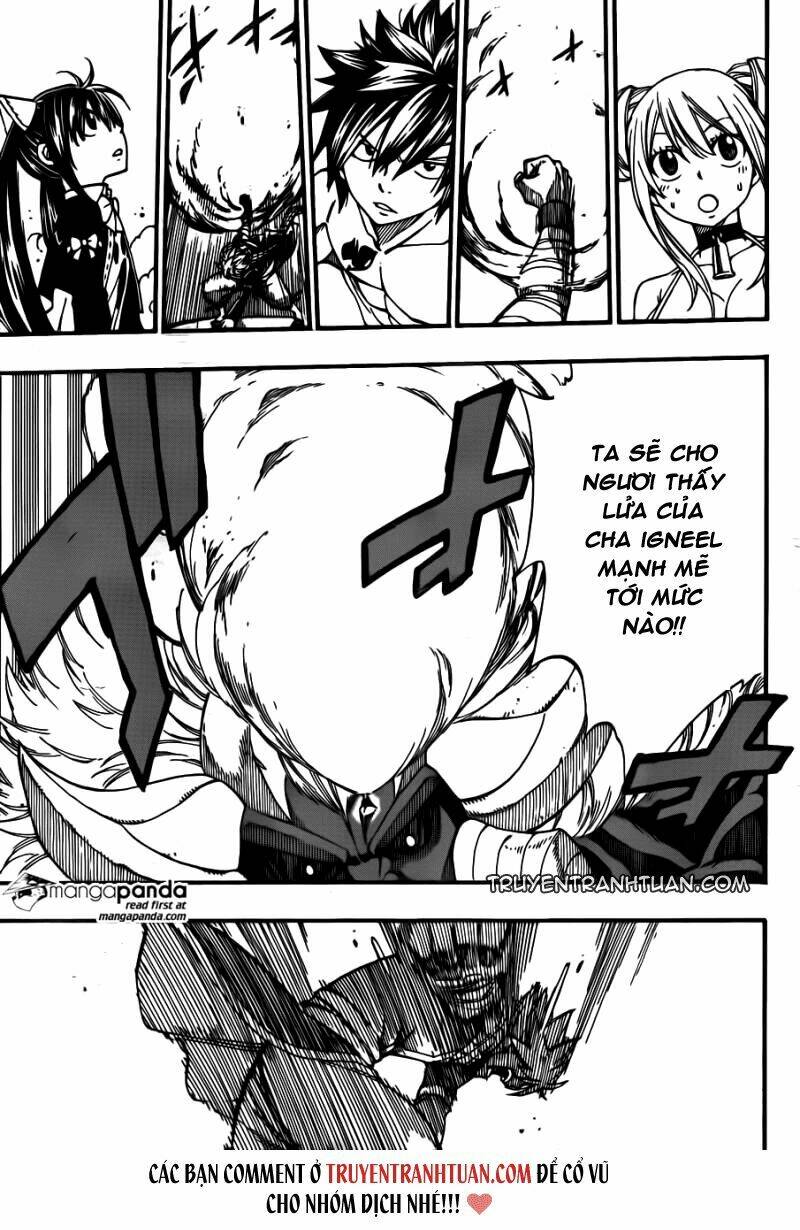 TA SẼ CHO
NGƯƠI THẤY
LỬA CỦA
CHA IGNEEL
MẠNH MẼ
TỚI MỨC
NÀO!!
mangapanda
read first at
mangapanda.com
TRUYENTRANHTUAN.COM
CÁC BẠN COMMENT Ở TRUYENTRANHTUAN.COM ĐỂ CỔ VŨ
CHO NHÓM DỊCH NHÉ!!!